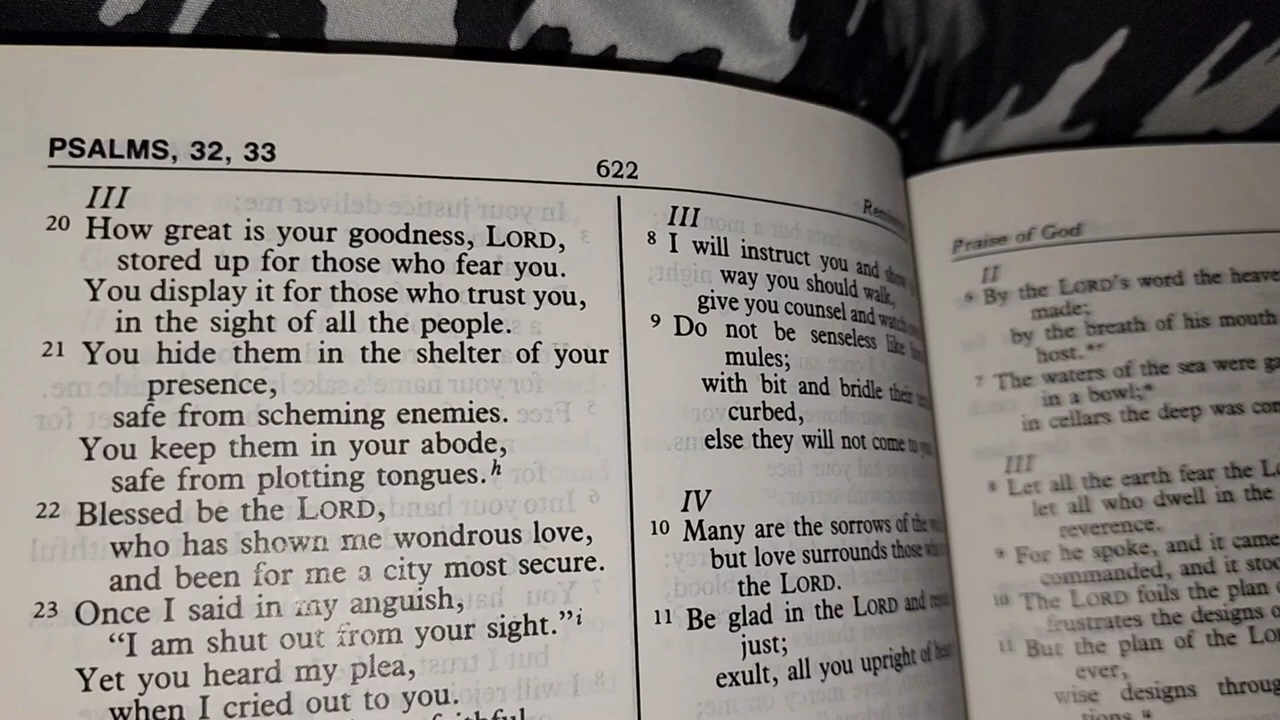 PSALMS, 32, 33
622
III
20 How great is your goodness, LORD,
stored up for those who fear you.
You display it for those who trust you,
in the sight of all the people.
21 You hide them in the shelter of your
presence,
safe from scheming enemies.
You keep them in your abode,
safe from plotting tongues.h
22 Blessed be the LORD,
who has shown me wondrous love,
and been for me a city most secure.
23 Once I said in my anguish,
“I am shut out from your sight.”i
Yet you heard my plea,
when I cried out to you.
III
8 I will instruct you and show
way you should walk,
give you counsel and watch
9 Do not be senseless like
mules;
with bit and bridle their
curbed,
else they will not come to
IV
10 Many are the sorrows of the
but love surrounds those
the LORD.
11 Be glad in the LORD and
just;
exult, all you upright of
Praise of God
II
6 By the LORD’S word the
made;
by the breath of his mouth
host.*
7 The waters of the sea were
in a bowl;*
in cellars the deep was
III
8 Let all the earth fear the
let all who dwell in the
reverence.
9 For he spoke, and it came
commanded, and it
10 The LORD foils the plan
frustrates the designs
11 But the plan of the
ever,
wise designs